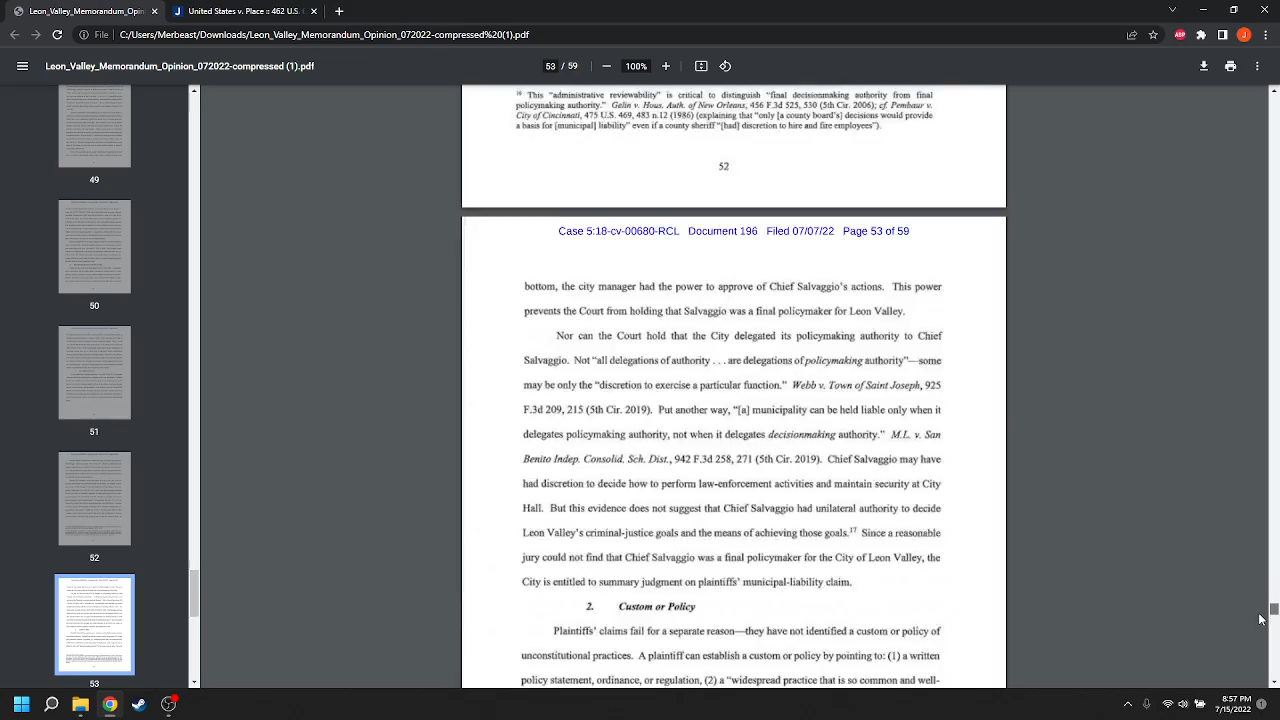 Job Update!
Pembaur v. Cincinnati :: 462 U.S. 
File
C:/Users/Mercast/Downloads/Leon_Valley_Memorandum_Opinion_072022-compressed%20(1).pdf
Leon_Valley_Memorandum_Opinion_072022-compressed (1).pdf
53 / 59
100%
49
50
51
52
53
16 This “administrative reviewability” is critical to distinguish “final decisionmaking authority from final
policymaking authority.” Gelin v. Hous. Auth. of New Orleans, 456 F.3d 525, 530 (5th Cir. 2006); cf. Pembaur v.
City of Cincinnati, 475 U.S. 469, 483 n.12 (1986) (explaining that “only [a county board’s] decisions would provide
a basis for [municipal] liability” even if a county sheriff “[had] discretion to hire and fire employees”).
52
Case 5:18-cv-00680-RCL Document 196 Filed 07/07/22 Page 53 of 59
bottom, the city manager had the power to approve of Chief Salvaggio’s actions. This power
prevents the Court from holding that Salvaggio was a final policymaker for Leon Valley.
Nor can the Court hold that the City delegated its policymaking authority to Chief
Salvaggio. Not “all delegations of authority . . . are delegations of policymaking authority”—some
may be only the “discretion to exercise a particular function.” Webb v. Town of Saint Joseph, 925
F.3d 209, 215 (5th Cir. 2019). Put another way, “[a] municipality can be held liable only when it
delegates policymaking authority, not when it delegates decisionmaking authority.” M.L. v. San
Benito Indep. Consolid. Sch. Dist., 942 F.3d 258, 271 (5th Cir. 2019). Chief Salvaggio may have
had discretion to decide how to perform law-enforcement activities and maintain security at City
Hall. But this evidence does not suggest that Chief Salvaggio had unilateral authority to decide
Leon Valley’s criminal-justice goals and the means of achieving those goals.17 Since a reasonable
jury could not find that Chief Salvaggio was a final policymaker for the City of Leon Valley, the
City is entitled to summary judgment on plaintiffs’ municipal-liability claim.
2. Custom or Policy
Plaintiffs’ claims fail for a separate reason—they have not identified a custom or policy of
unconstitutional practices. A plaintiff can establish a custom or policy by pointing to: (1) a written
policy statement, ordinance, or regulation, (2) a “widespread practice that is so common and well-
7/15/2022